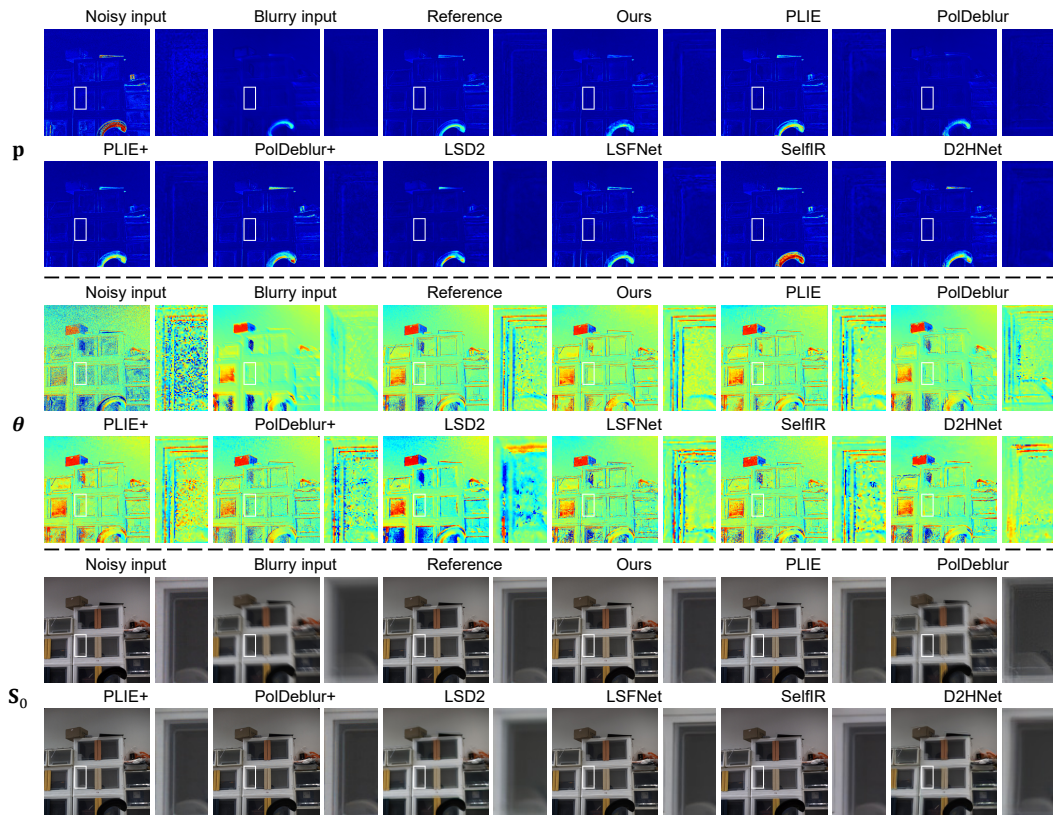 Noisy input Blurry input Reference Ours PLIE PolDeblur
p
PLIE+ PolDeblur+ LSD2 LSFNet SelfIR D2HNet
Noisy input Blurry input Reference Ours PLIE PolDeblur
θ
PLIE+ PolDeblur+ LSD2 LSFNet SelfIR D2HNet
Noisy input Blurry input Reference Ours PLIE PolDeblur
S₀
PLIE+ PolDeblur+ LSD2 LSFNet SelfIR D2HNet